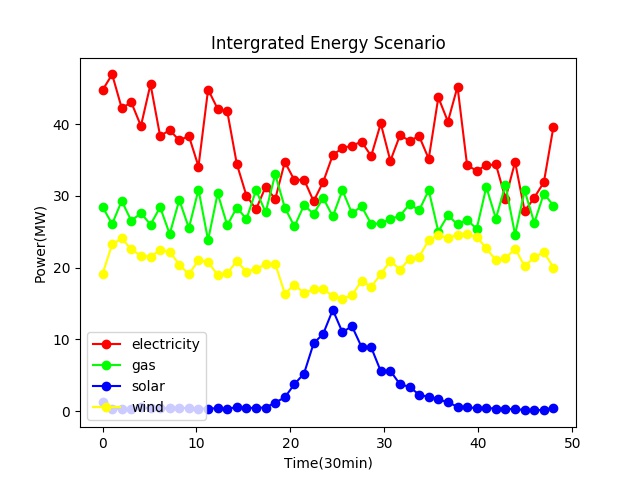 Intergrated Energy Scenario
Power(MW)
40
30
20
10
0
electricity
gas
solar
wind
0 10 20 30 40 50
Time(30min)